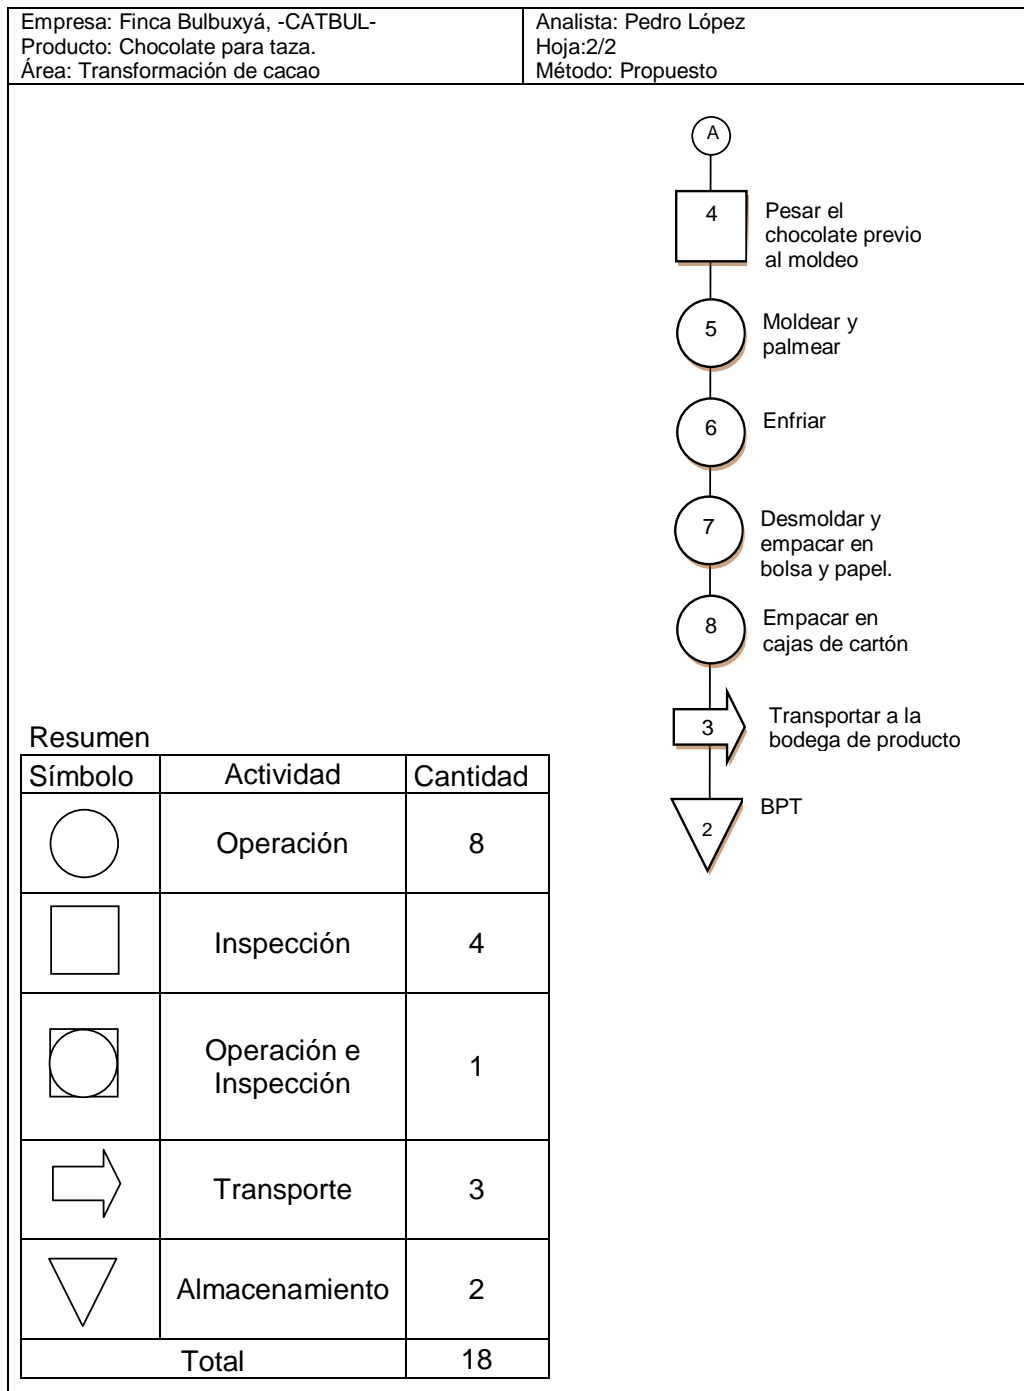 Empresa: Finca Bulbuxyá, -CATBUL-
Producto: Chocolate para taza.
Área: Transformación de cacao
Analista: Pedro López
Hoja:2/2
Método: Propuesto
A
4
Pesar el
chocolate previo
al moldeo
5
Moldear y
palmear
6
Enfriar
7
Desmoldar y
empacar en
bolsa y papel.
8
Empacar en
cajas de cartón
3
Transportar a la
bodega de producto
2
BPT
Resumen
Símbolo Actividad Cantidad
Operación 8
Inspección 4
Operación e
Inspección 1
Transporte 3
Almacenamiento 2
Total 18